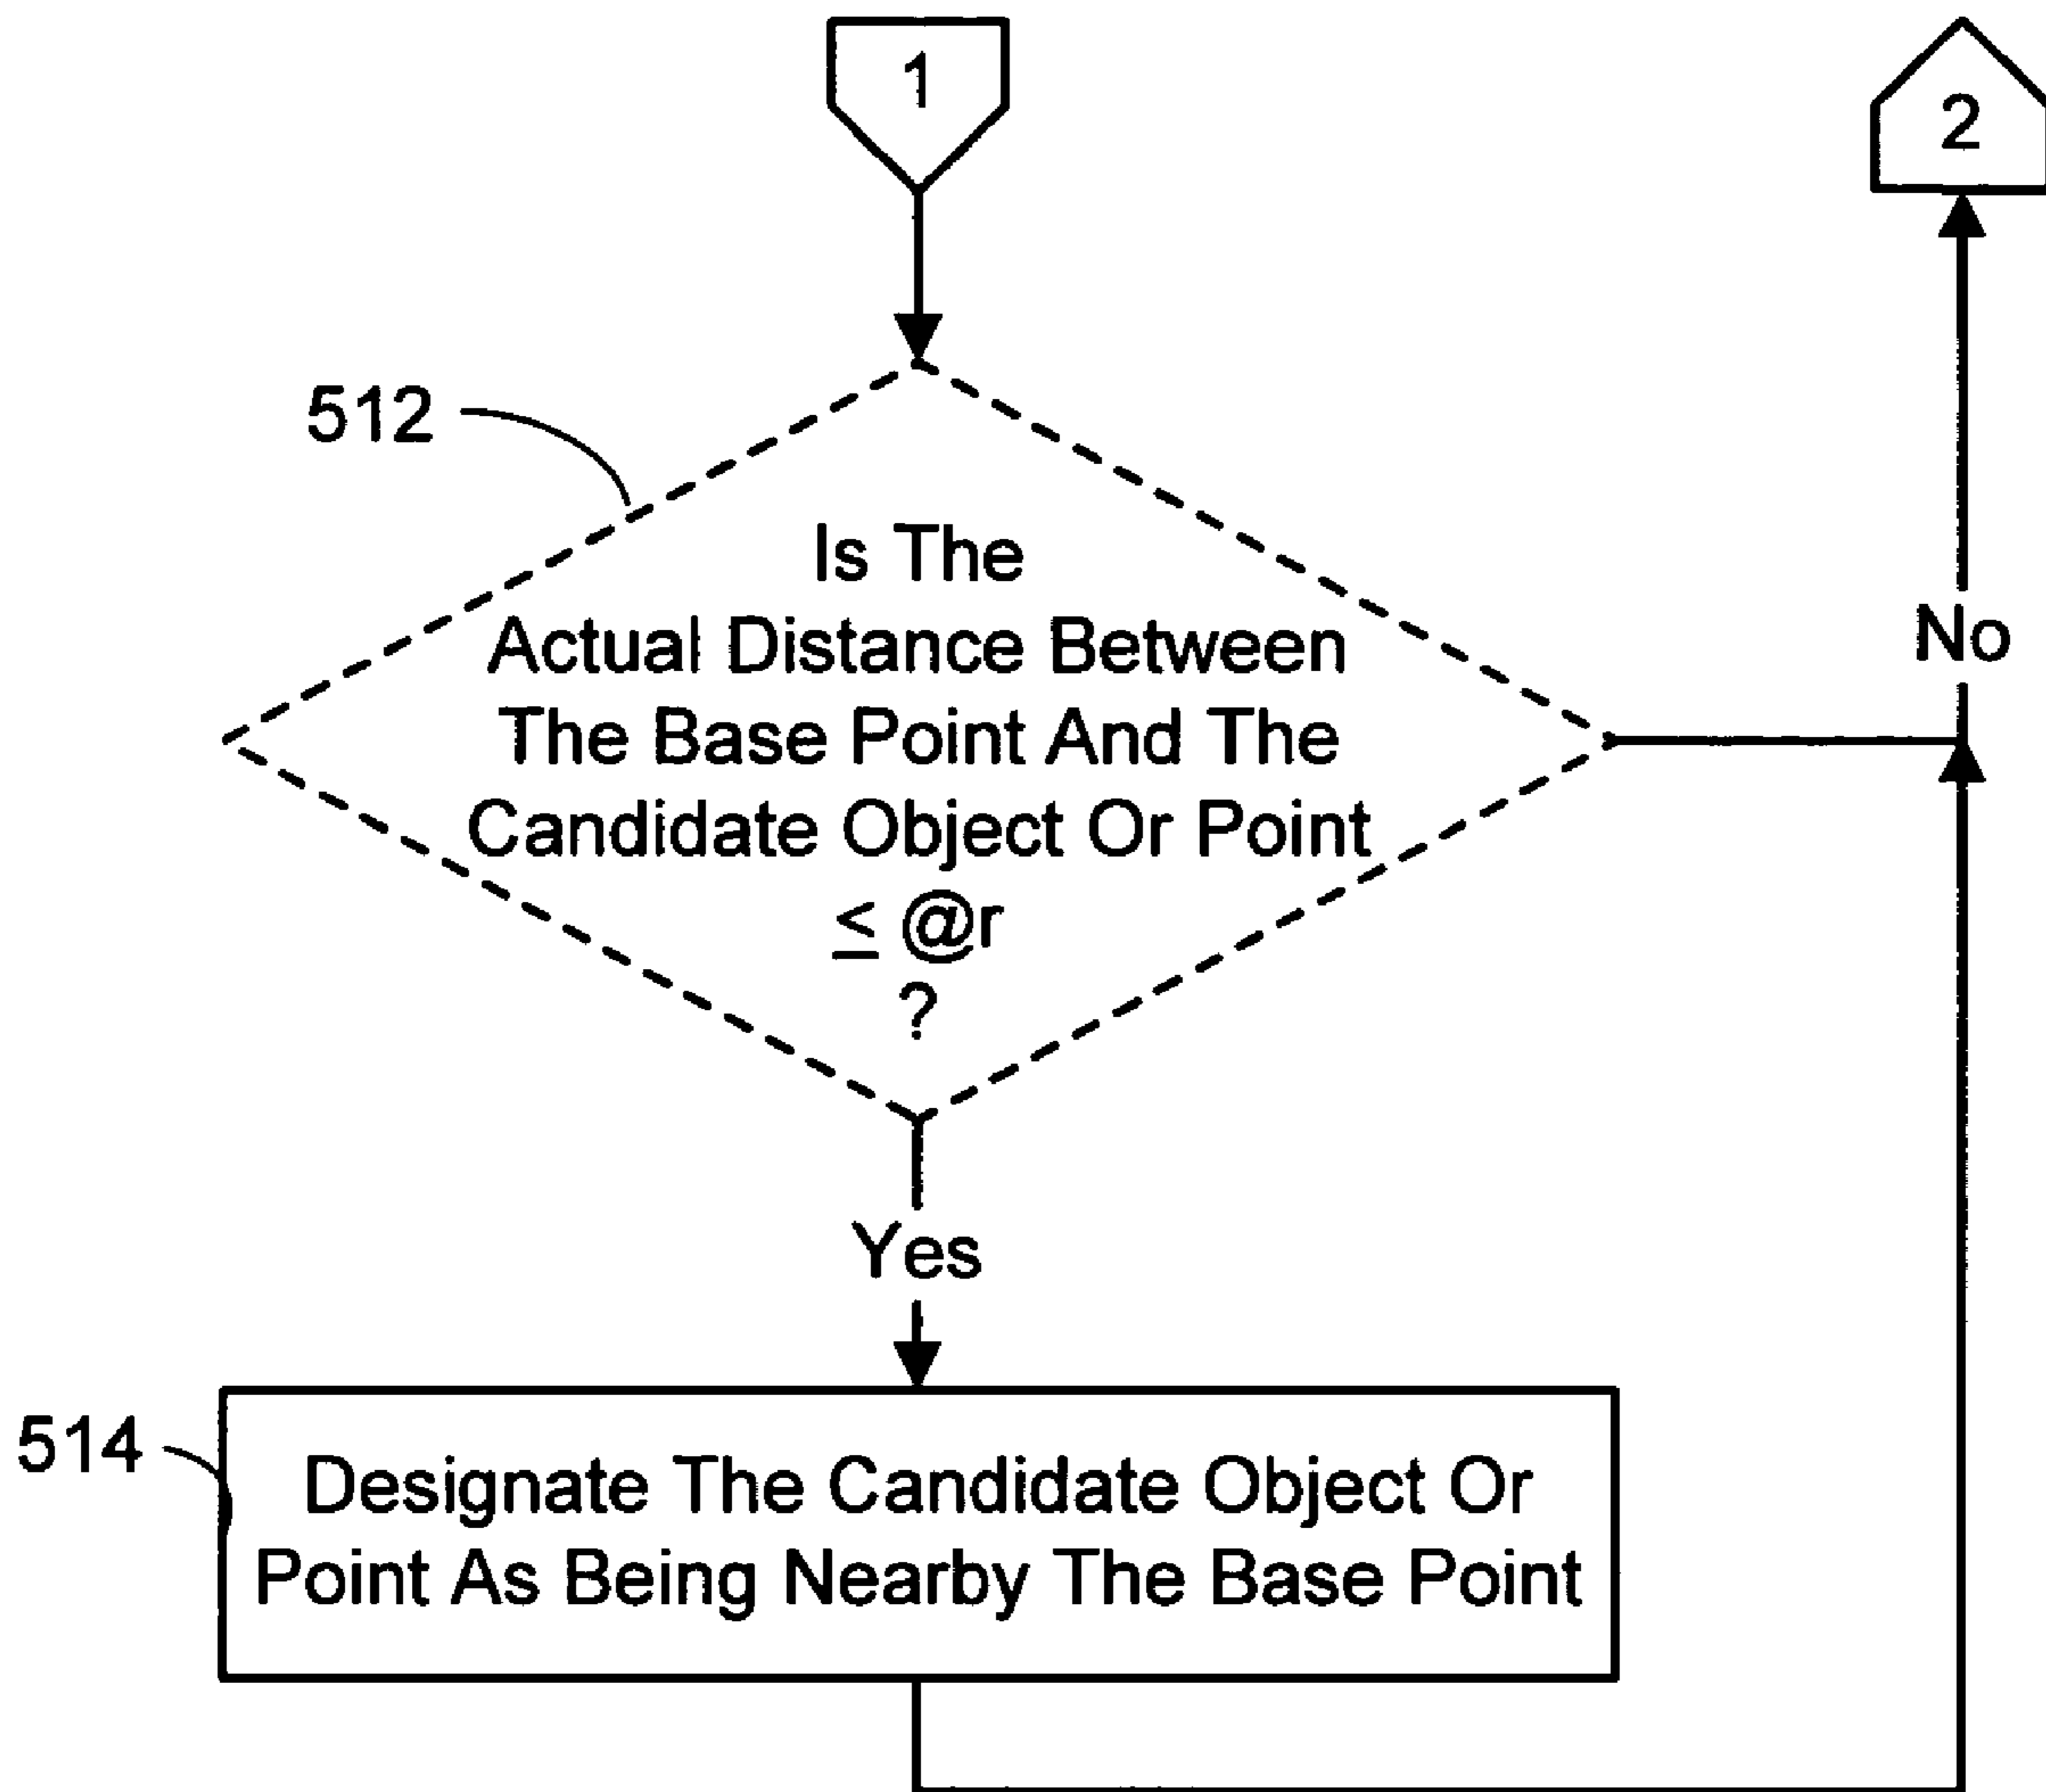 1
2
512
Is The
Actual Distance Between
The Base Point And The
Candidate Object Or Point
≤ @r
?
No
Yes
514
Designate The Candidate Object Or
Point As Being Nearby The Base Point